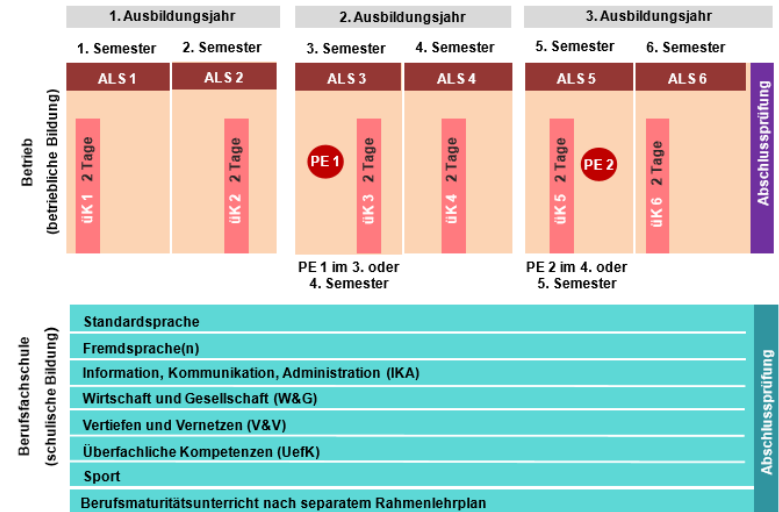 1. Ausbildungsjahr
2. Ausbildungsjahr
3. Ausbildungsjahr
1. Semester
2. Semester
3. Semester
4. Semester
5. Semester
6. Semester
Betrieb
(betriebliche Bildung)
ALS 1
ALS 2
ALS 3
ALS 4
ALS 5
ALS 6
üK 1 2 Tage
üK 2 2 Tage
PE 1
üK 3 2 Tage
üK 4 2 Tage
üK 5 2 Tage
PE 2
üK 6 2 Tage
Abschlussprüfung
PE 1 im 3. oder
4. Semester
PE 2 im 4. oder
5. Semester
Berufsfachschule
(schulische Bildung)
Standardsprache
Fremdsprache(n)
Information, Kommunikation, Administration (IKA)
Wirtschaft und Gesellschaft (W&G)
Vertiefen und Vernetzen (V&V)
Überfachliche Kompetenzen (UefK)
Sport
Berufsmaturitätsunterricht nach separatem Rahmenlehrplan
Abschlussprüfung